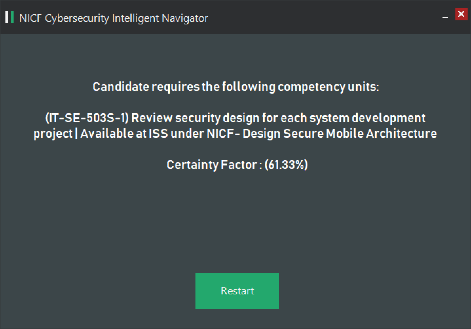 NICF Cybersecurity Intelligent Navigator
Candidate requires the following competency units:
(IT-SE-503S-1) Review security design for each system development
project | Available at ISS under NICF- Design Secure Mobile Architecture
Certainty Factor : (61.33%)
Restart